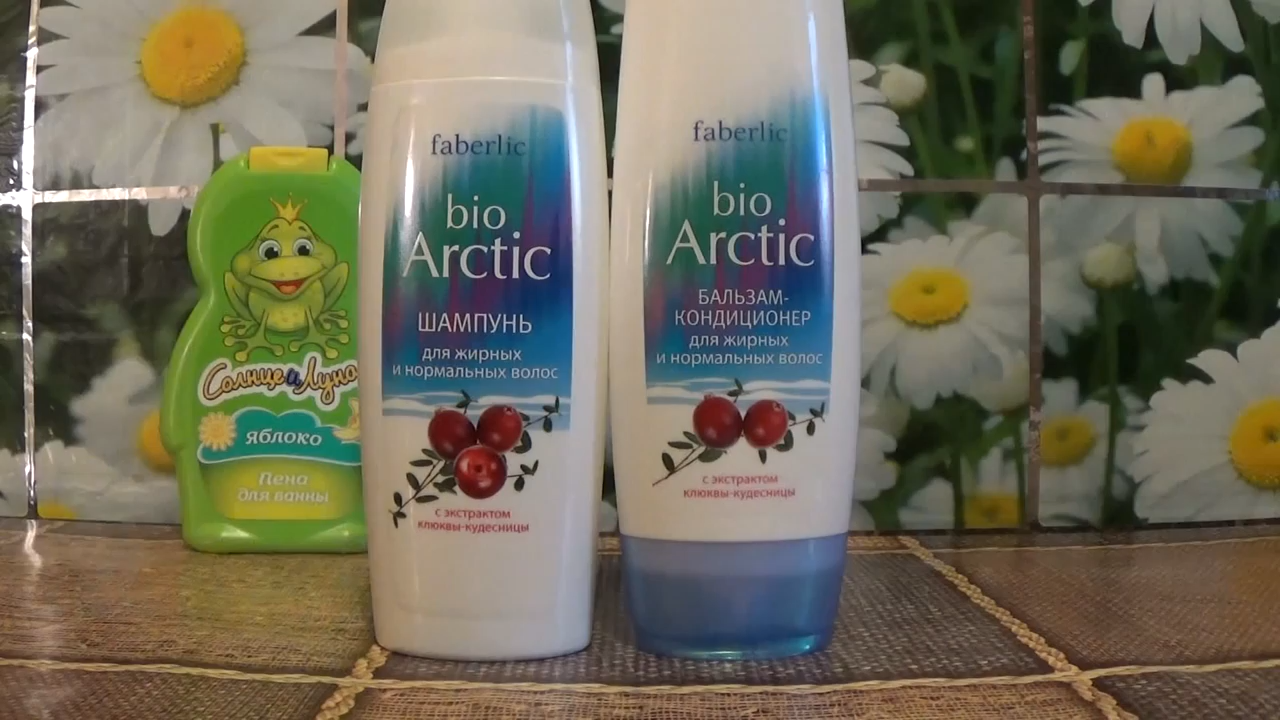 Солнце и Луна
яблоко
Пена
для ванны
faberlic
bio
Arctic
ШАМПУНЬ
для жирных
и нормальных волос
с экстрактом
клюквы-кудесницы
faberlic
bio
Arctic
БАЛЬЗАМ-
КОНДИЦИОНЕР
для жирных
и нормальных волос
с экстрактом
клюквы-кудесницы